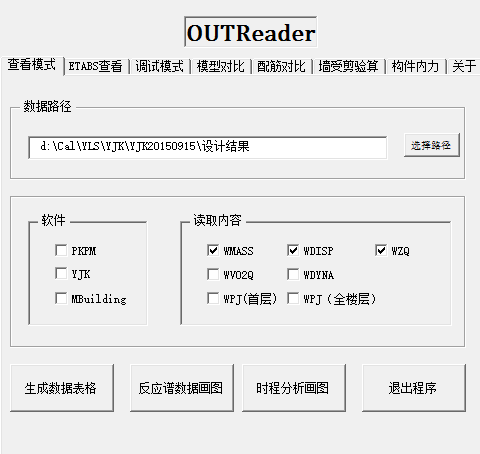 OUTReader
查看模式 ETABS查看 调试模式 模型对比 配筋对比 墙受剪验算 构件内力 关于
数据路径
d:\Cal\YLS\YJK\YJK20150915\设计结果 选择路径
软件 读取内容
PKPM WMASS WDISP WZQ
YJK WVO2Q WDYNA
MBuilding WPJ(首层) WPJ（全楼层）
生成数据表格 反应谱数据画图 时程分析画图 退出程序